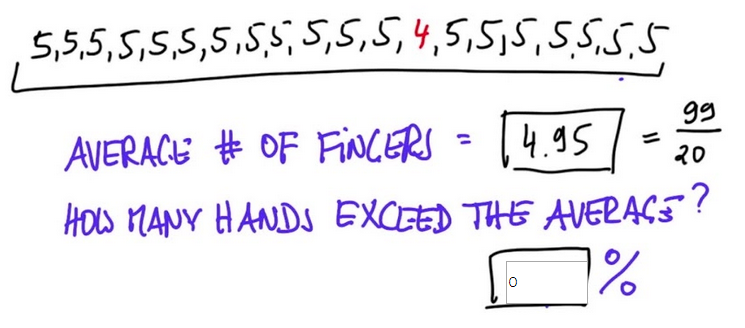 5,5,5,5,5,5,5,5,5,5,5,5,4,5,5,5,5,5,5,5
AVERAGE # OF FiNGERS = 4.95 = 99/20
HOW MANY HANDS EXCEED THE AVERAGE?
0 %